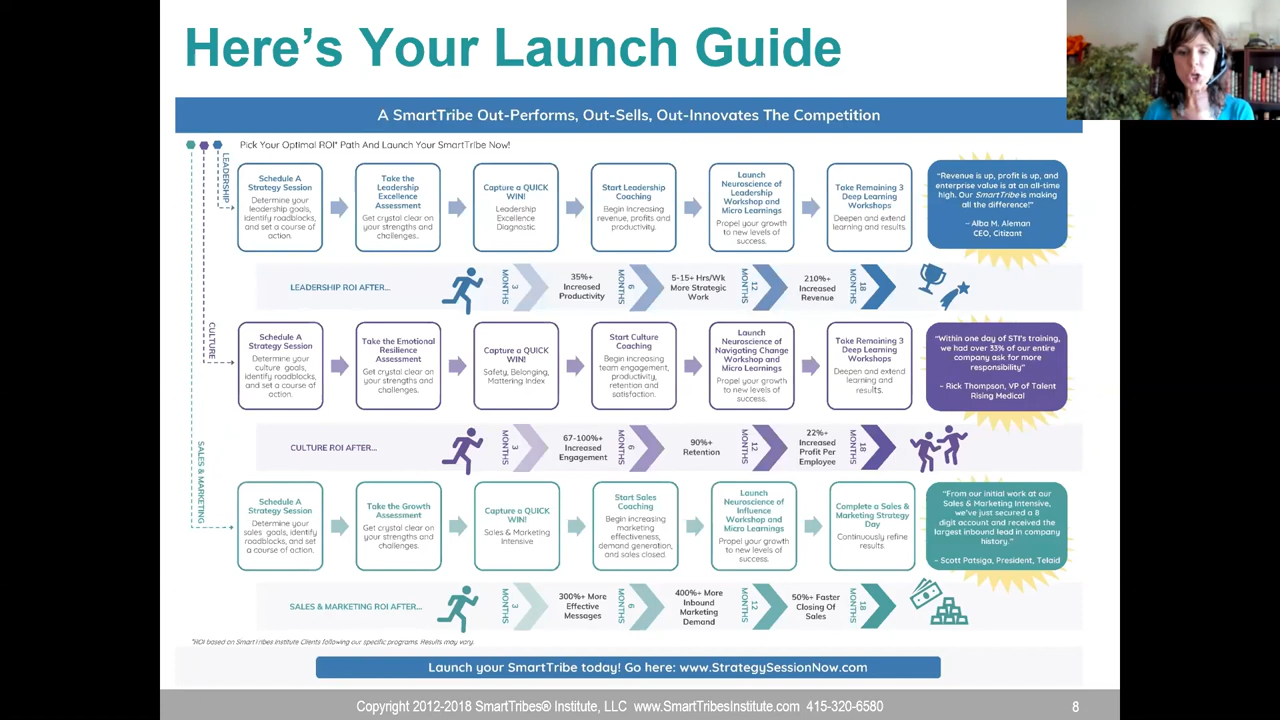 Here's Your Launch Guide
A SmartTribe Out-Performs, Out-Sells, Out-Innovates The Competition
Pick Your Optimal ROI* Path And Launch Your SmartTribe Now!
LEADERSHIP
Schedule A
Strategy Session
Determine your
leadership goals,
identify roadblocks,
and set a course of
action.
Take the
Leadership
Excellence
Assessment
Get crystal clear on
your strengths and
challenges.
Capture a QUICK
WIN!
Leadership
Excellence
Diagnostic
Start Leadership
Coaching
Begin increasing
revenue, profits and
productivity.
Launch
Neuroscience of
Leadership
Workshop and
Micro Learnings
Propel your growth
to new levels of
success.
Take Remaining 3
Deep Learning
Workshops
Deepen and extend
learning and results.
"Revenue is up, profit is up, and
enterprise value is at an all-time
high. Our SmartTribe is making
all the difference!"
– Alba M. Aleman
CEO, Citizant
LEADERSHIP ROI AFTER...
3 MONTHS
35%+
Increased
Productivity
6 MONTHS
5-15+ Hrs/Wk
More Strategic
Work
12 MONTHS
210%+
Increased
Revenue
18 MONTHS
CULTURE
Schedule A
Strategy Session
Determine your
culture goals,
identify roadblocks,
and set a course of
action.
Take the Emotional
Resilience
Assessment
Get crystal clear on
your strengths and
challenges.
Capture a QUICK
WIN!
Safety, Belonging,
Mattering Index
Start Culture
Coaching
Begin increasing
team engagement,
productivity,
retention and
satisfaction.
Launch
Neuroscience of
Navigating Change
Workshop and
Micro Learnings
Propel your growth
to new levels of
success.
Take Remaining 3
Deep Learning
Workshops
Deepen and extend
learning and
results.
"Within one day of STI's training,
we had over 33% of our entire
company ask for more
responsibility"
– Rick Thompson, VP of Talent
Rising Medical
CULTURE ROI AFTER...
3 MONTHS
67-100%+
Increased
Engagement
6 MONTHS
90%+
Retention
12 MONTHS
22%+
Increased
Profit Per
Employee
18 MONTHS
SALES & MARKETING
Schedule A
Strategy Session
Determine your
sales goals, identify
roadblocks, and set
a course of action.
Take the Growth
Assessment
Get crystal clear on
your strengths and
challenges.
Capture a QUICK
WIN!
Sales & Marketing
Intensive
Start Sales
Coaching
Begin increasing
marketing
effectiveness,
demand generation,
and sales closed.
Launch
Neuroscience of
Influence
Workshop and
Micro Learnings
Propel your growth
to new levels of
success.
Complete a Sales &
Marketing Strategy
Day
Continuously refine
results.
"From our initial work at our
Sales & Marketing Intensive,
we've just secured a 8
digit account and received the
largest inbound lead in company
history."
– Scott Patsiga, President, Telaid
SALES & MARKETING ROI AFTER...
3 MONTHS
300%+ More
Effective
Messages
6 MONTHS
400%+ More
Inbound
Marketing
Demand
12 MONTHS
50%+ Faster
Closing Of
Sales
18 MONTHS
*ROI based on SmartTribes Institute Clients following our specific programs. Results may vary.
Launch your SmartTribe today! Go here: www.StrategySessionNow.com
Copyright 2012-2018 SmartTribes® Institute, LLC www.SmartTribesInstitute.com 415-320-6580
8